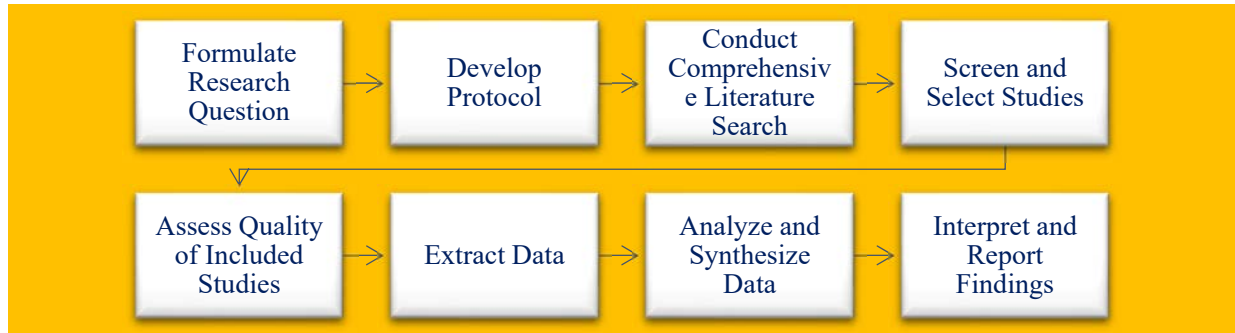 Formulate
Research
Question
Develop
Protocol
Conduct
Comprehensiv
e Literature
Search
Screen and
Select Studies
Assess Quality
of Included
Studies
Extract Data
Analyze and
Synthesize
Data
Interpret and
Report
Findings